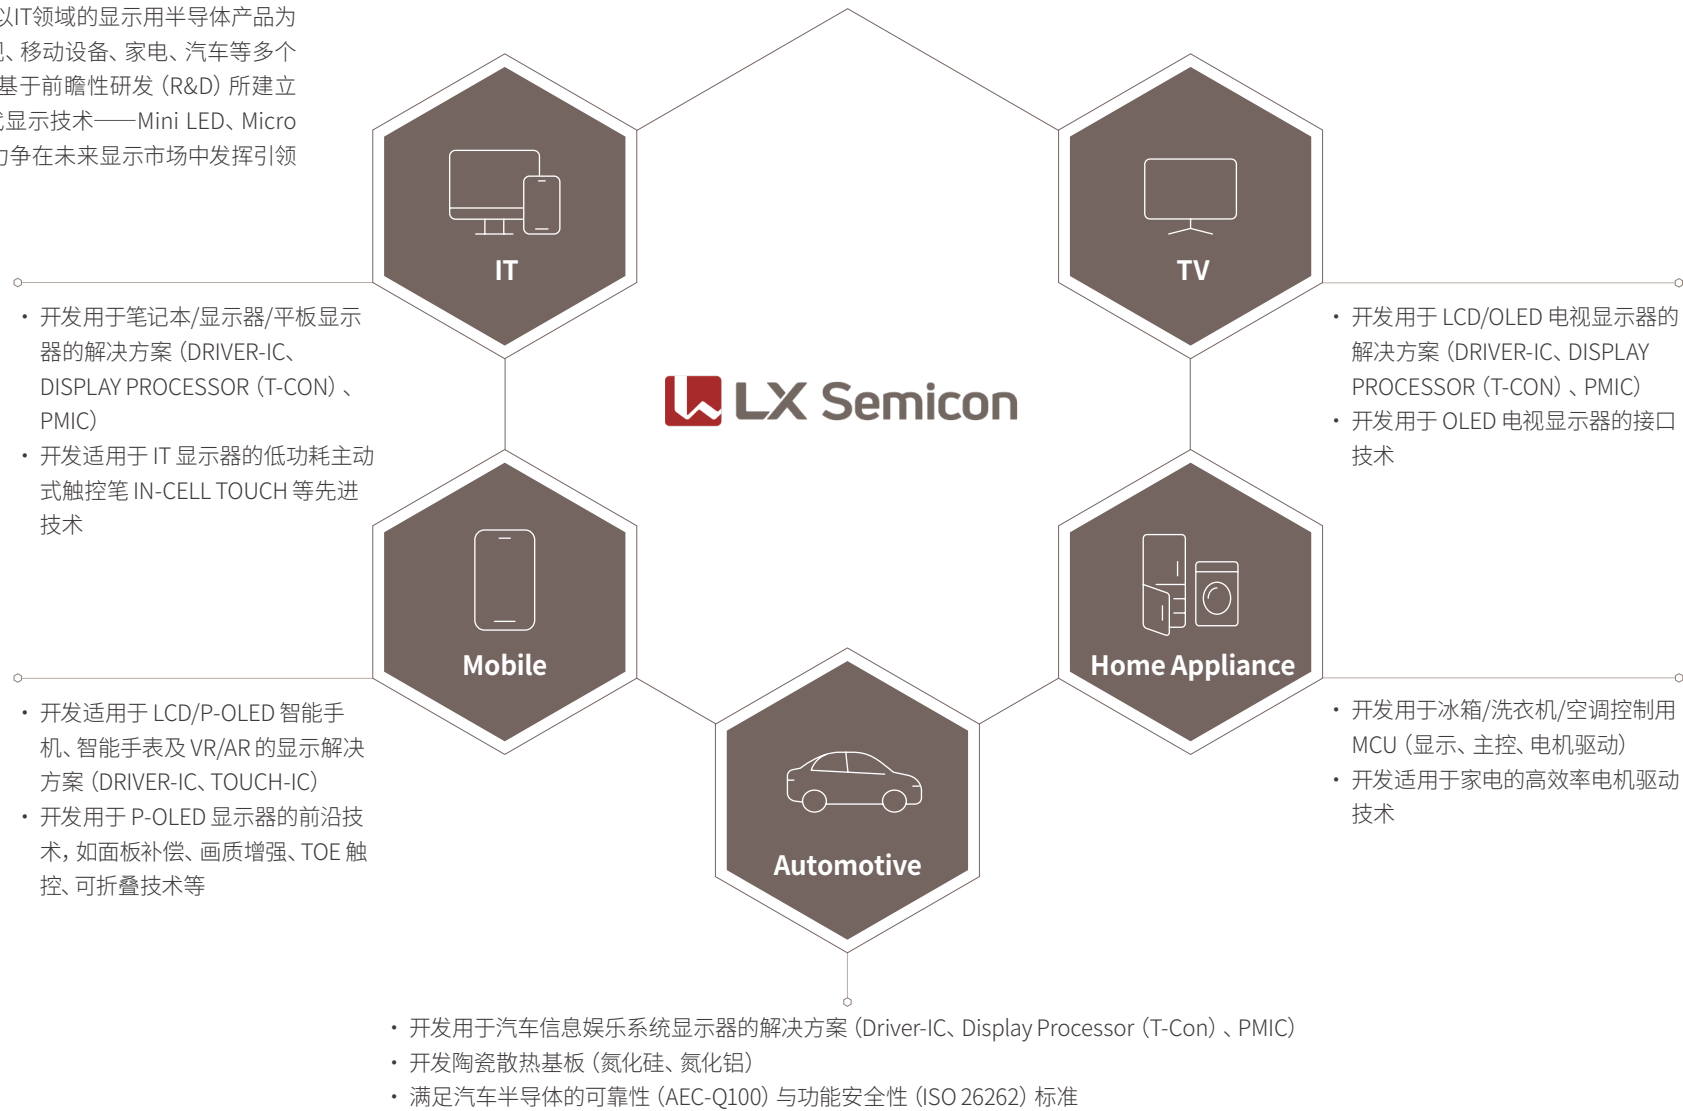 以IT领域的显示用半导体产品为
、移动设备、家电、汽车等多个
基于前瞻性研发（R&D）所建立
显示技术——Mini LED、Micro
争在未来显示市场中发挥引领
IT
・ 开发用于笔记本/显示器/平板显示
器的解决方案（DRIVER-IC、
DISPLAY PROCESSOR（T-CON）、
PMIC）
・ 开发适用于 IT 显示器的低功耗主动
式触控笔 IN-CELL TOUCH 等先进
技术
TV
・ 开发用于 LCD/OLED 电视显示器的
解决方案（DRIVER-IC、DISPLAY
PROCESSOR（T-CON）、PMIC）
・ 开发用于 OLED 电视显示器的接口
技术
LX Semicon
Mobile
・ 开发适用于 LCD/P-OLED 智能手
机、智能手表及 VR/AR 的显示解决
方案（DRIVER-IC、TOUCH-IC）
・ 开发用于 P-OLED 显示器的前沿技
术，如面板补偿、画质增强、TOE 触
控、可折叠技术等
Home Appliance
・ 开发用于冰箱/洗衣机/空调控制用
MCU（显示、主控、电机驱动）
・ 开发适用于家电的高效率电机驱动
技术
Automotive
・ 开发用于汽车信息娱乐系统显示器的解决方案（Driver-IC、Display Processor（T-Con）、PMIC）
・ 开发陶瓷散热基板（氮化硅、氮化铝）
・ 满足汽车半导体的可靠性（AEC-Q100）与功能安全性（ISO 26262）标准